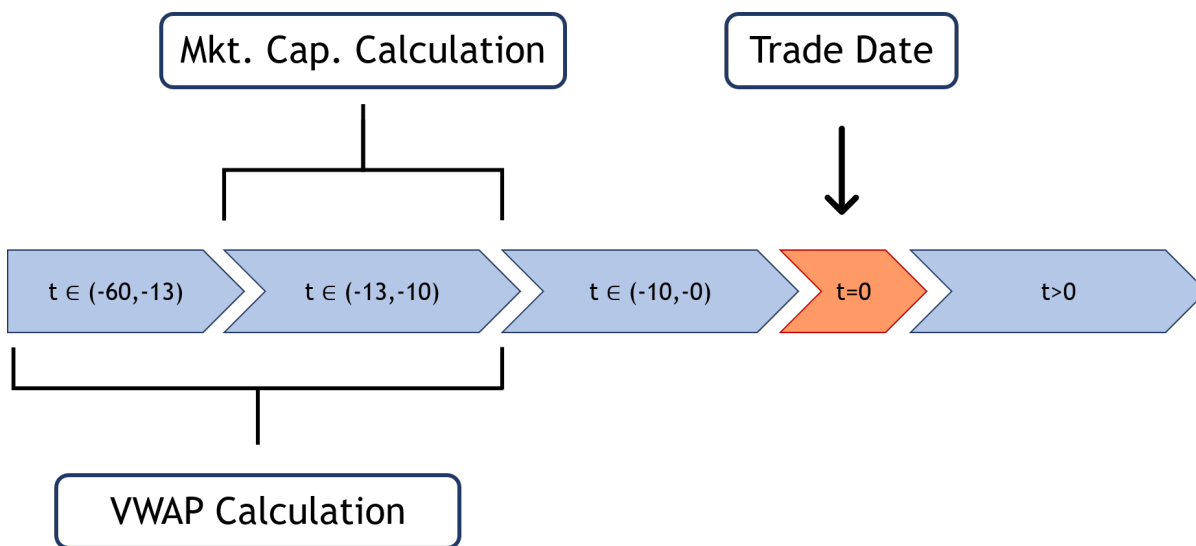 Mkt. Cap. Calculation
Trade Date
t ∈ (-60,-13)
t ∈ (-13,-10)
t ∈ (-10,-0)
t=0
t>0
VWAP Calculation